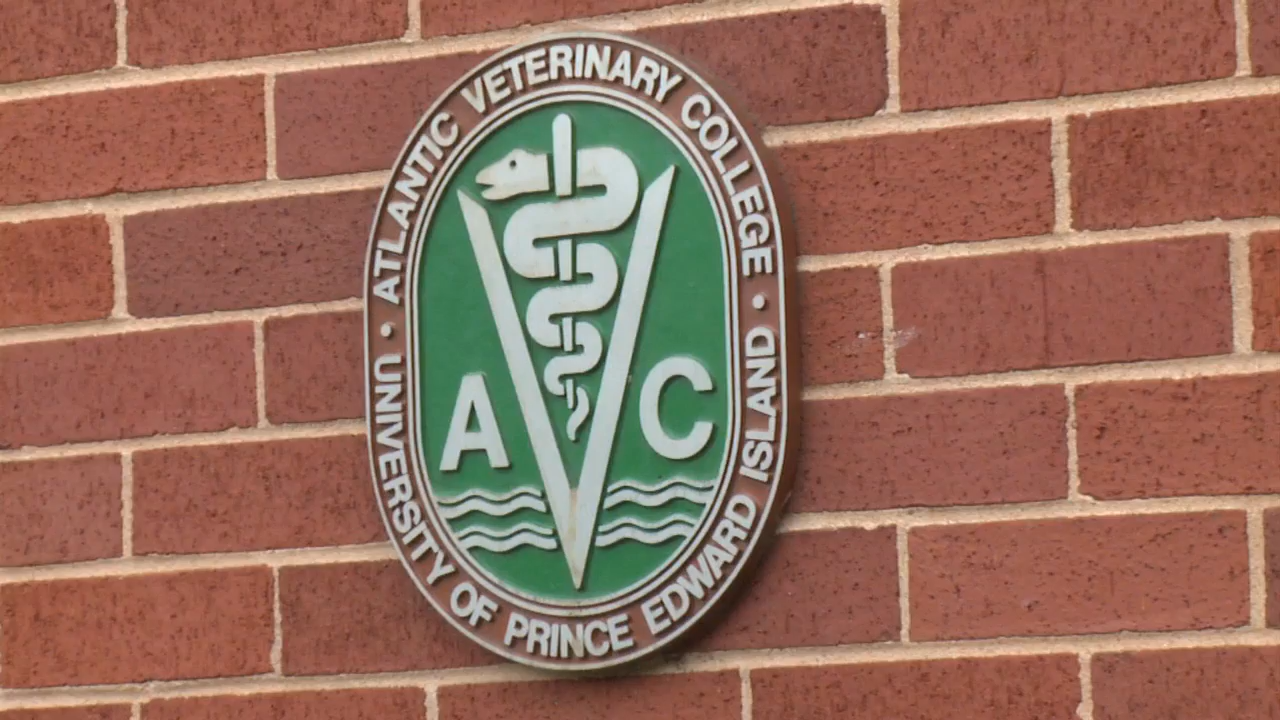 ATLANTIC VETERINARY COLLEGE
A V C
UNIVERSITY OF PRINCE EDWARD ISLAND